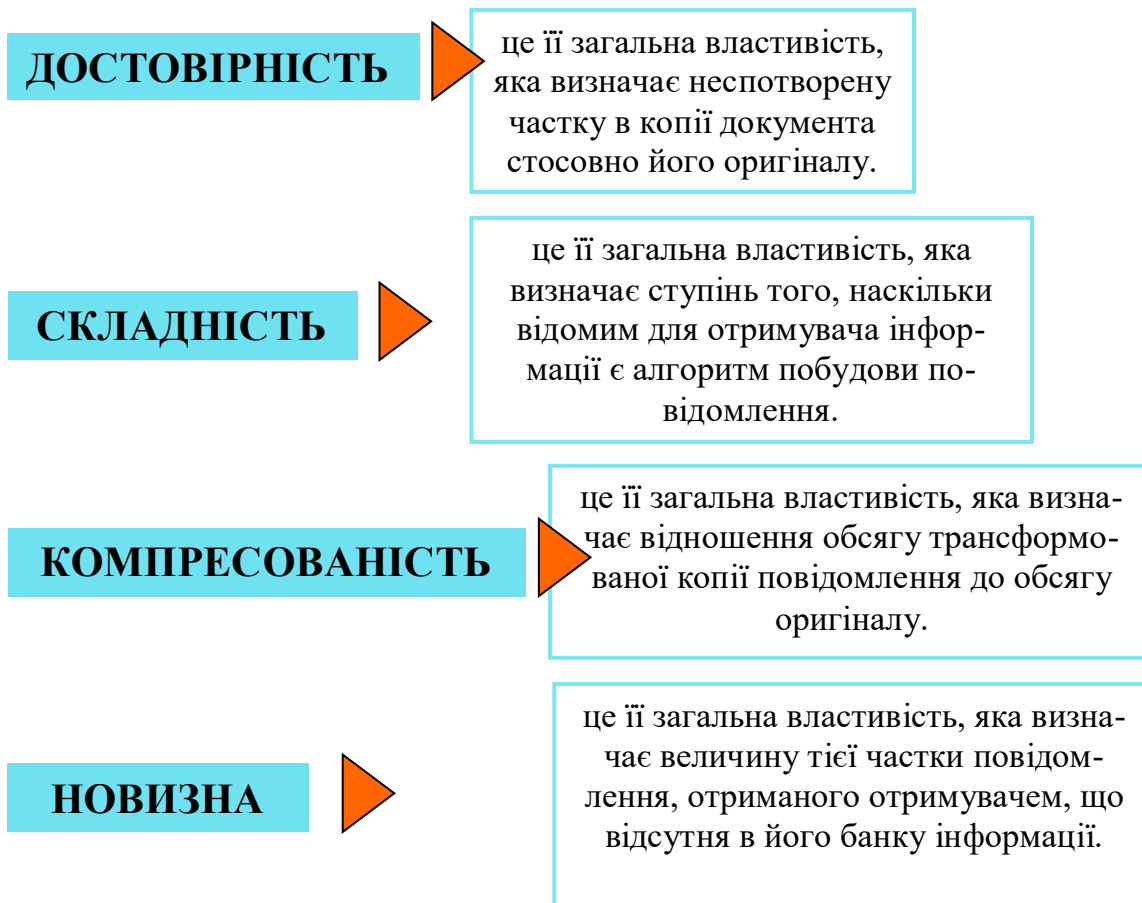 ДОСТОВІРНІСТЬ
це її загальна властивість,
яка визначає неспотворену
частку в копії документа
стосовно його оригіналу.
СКЛАДНІСТЬ
це її загальна властивість, яка
визначає ступінь того, наскільки
відомим для отримувача інфор-
мації є алгоритм побудови по-
відомлення.
КОМПРЕСОВАНІСТЬ
це її загальна властивість, яка визна-
чає відношення обсягу трансформо-
ваної копії повідомлення до обсягу
оригіналу.
НОВИЗНА
це її загальна властивість, яка визна-
чає величину тієї частки повідом-
лення, отриманого отримувачем, що
відсутня в його банку інформації.